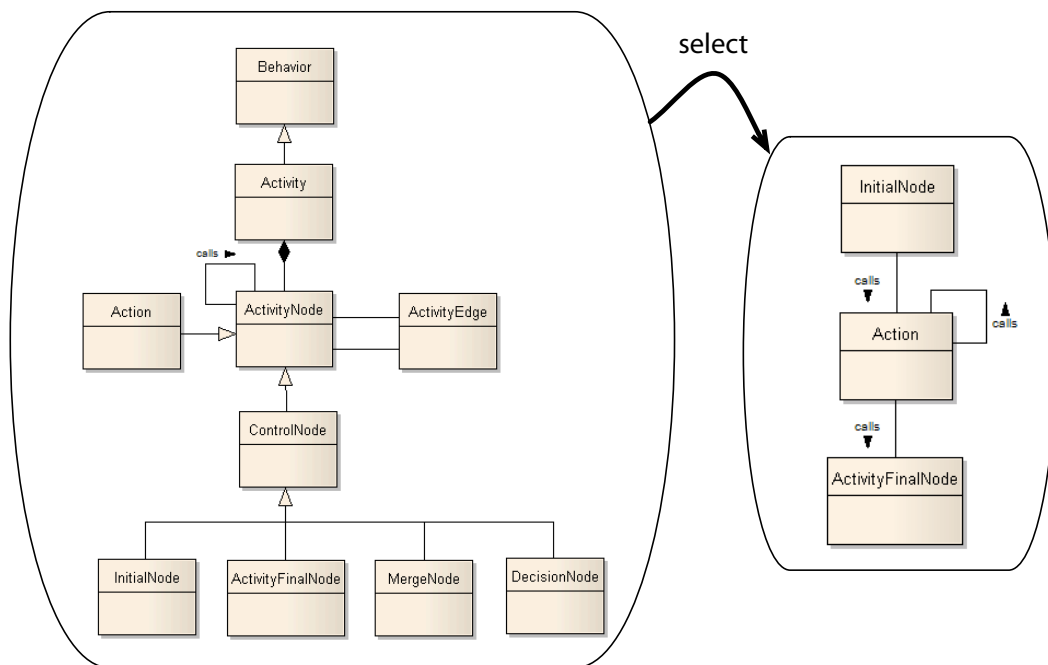 select
Behavior
Activity
calls ►
Action
ActivityNode
ActivityEdge
ControlNode
InitialNode
ActivityFinalNode
MergeNode
DecisionNode
InitialNode
calls
▼
Action
▲
calls
calls
▼
ActivityFinalNode